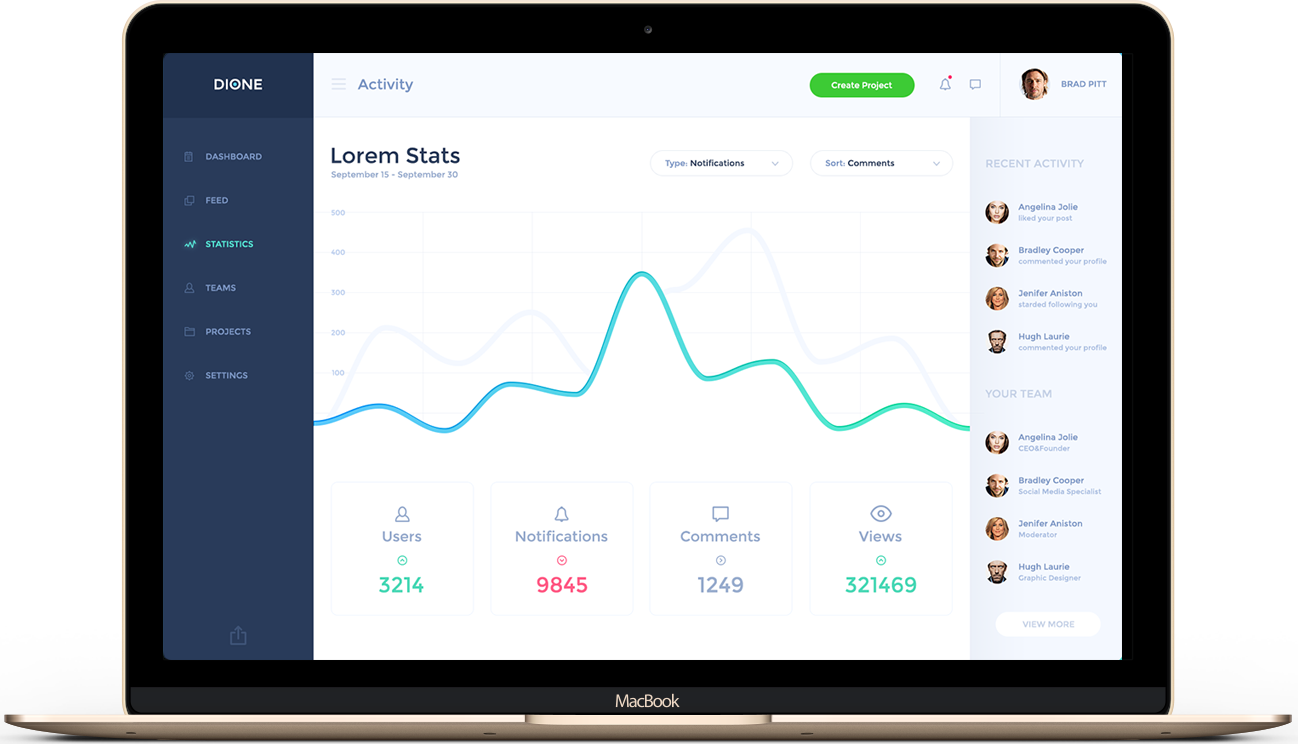 DIONE
Activity
Create Project
BRAD PITT
DASHBOARD
FEED
STATISTICS
TEAMS
PROJECTS
SETTINGS
Lorem Stats
September 15 - September 30
Type: Notifications
Sort: Comments
500
400
300
200
100
Users
3214
Notifications
9845
Comments
1249
Views
321469
RECENT ACTIVITY
Angelina Jolie
liked your post
Bradley Cooper
commented your profile
Jenifer Aniston
starded following you
Hugh Laurie
commented your profile
YOUR TEAM
Angelina Jolie
CEO&Founder
Bradley Cooper
Social Media Specialist
Jenifer Aniston
Moderator
Hugh Laurie
Graphic Designer
VIEW MORE
MacBook